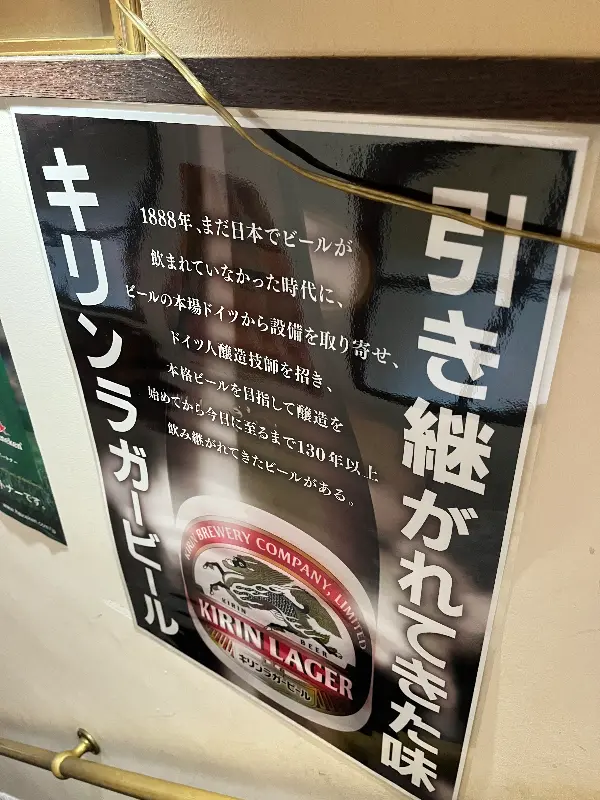 引き継がれてきた味
1888年、まだ日本でビールが
飲まれていなかった時代に、
ビールの本場ドイツから設備を取り寄せ、
ドイツ人醸造技師を招き、
本格ビールを目指して醸造を
始めてから今日に至るまで130年以上
飲み継がれてきたビールがある。
キリンラガービール
KIRIN BREWERY COMPANY, LIMITED
KIRIN BEER
KIRIN LAGER
キリンラガービール